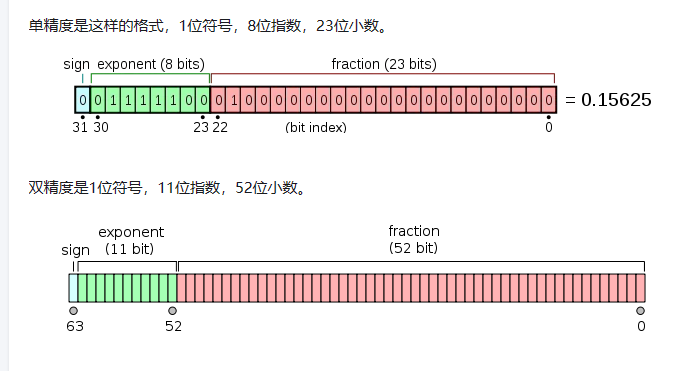 单精度是这样的格式，1位符号，8位指数，23位小数。
sign exponent (8 bits) fraction (23 bits)
0 0 1 1 1 1 1 0 0 0 1 0 0 0 0 0 0 0 0 0 0 0 0 0 0 0 0 0 0 0 0 0 = 0.15625
31 30 23 22 (bit index) 0
双精度是1位符号，11位指数，52位小数。
sign exponent (11 bit) fraction (52 bit)
63 52 0